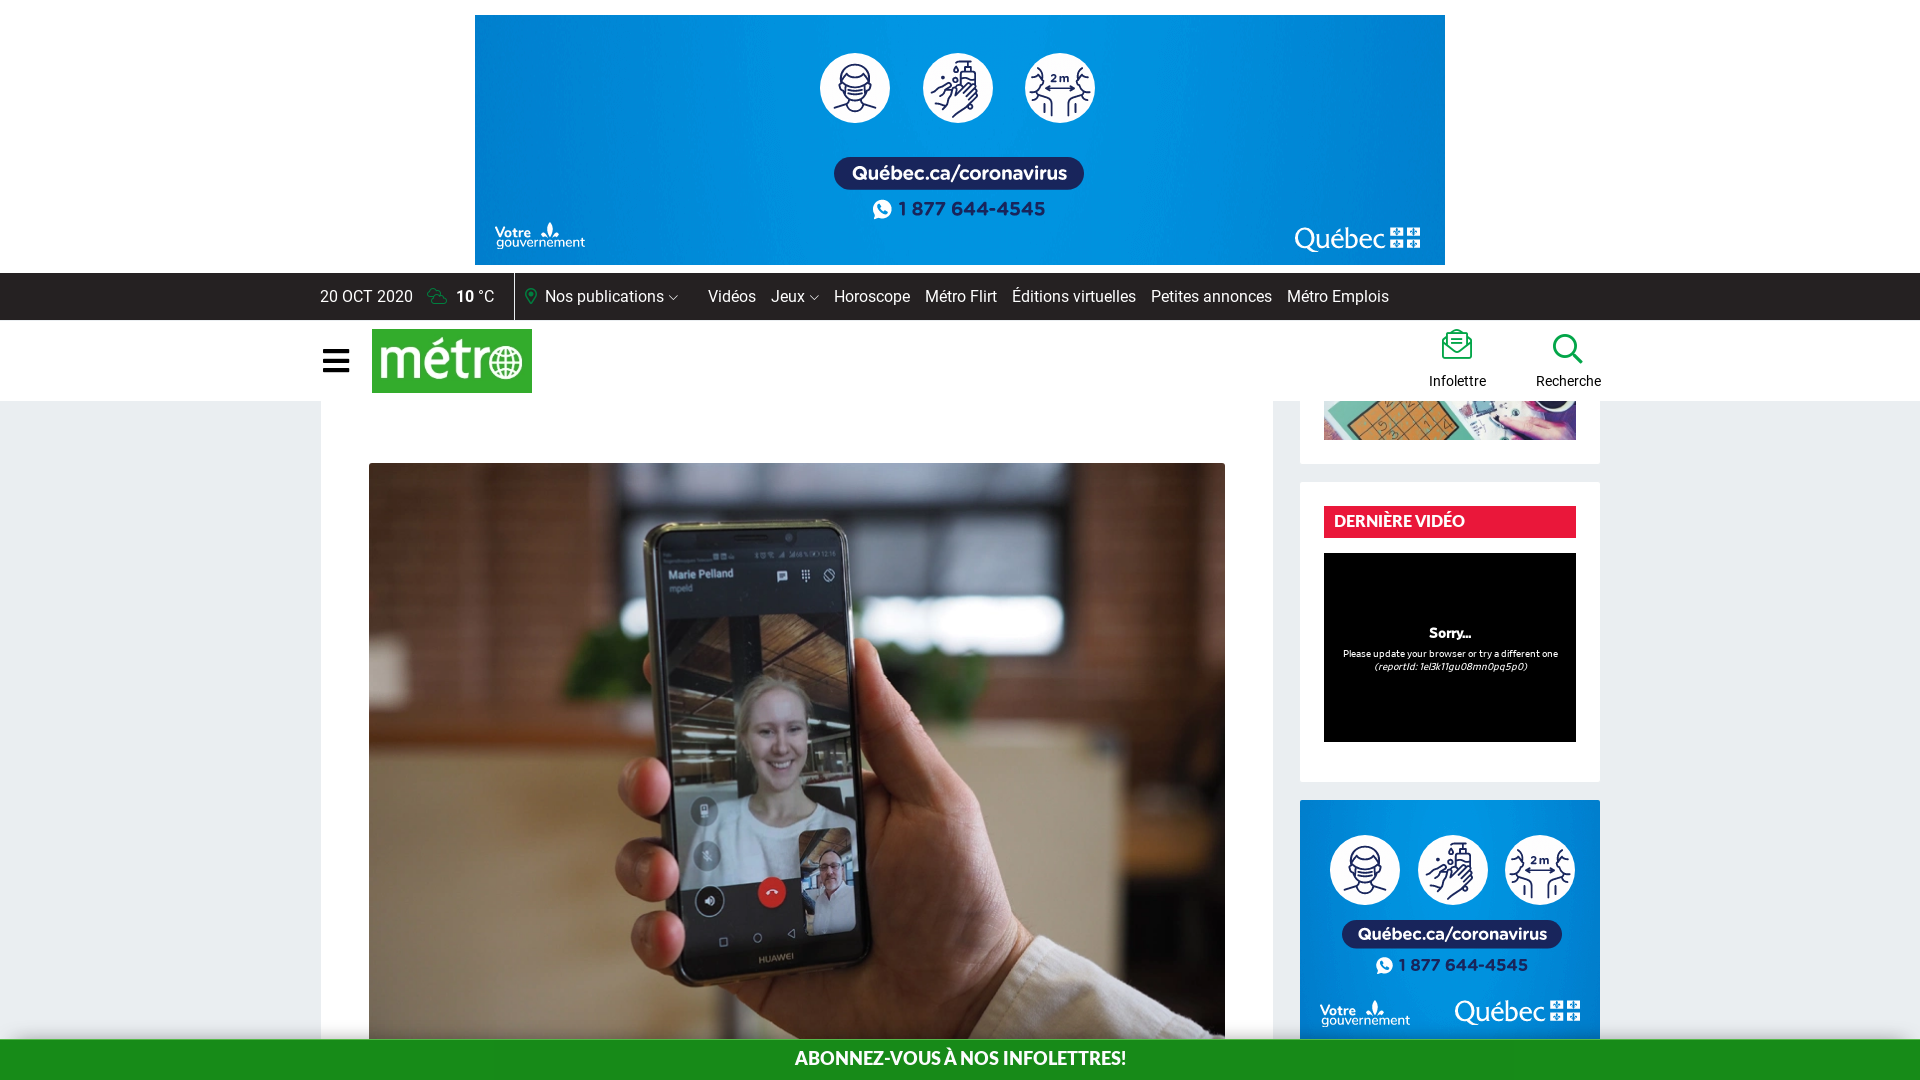 2 m
Québec.ca/coronavirus
1 877 644-4545
Votre
gouvernement
Québec
20 OCT 2020
10 °C
Nos publications
Vidéos
Jeux
Horoscope
Métro Flirt
Éditions virtuelles
Petites annonces
Métro Emplois
métro
Infolettre
Recherche
Marie Pelland
mpeld
HUAWEI
DERNIÈRE VIDÉO
Sorry...
Please update your browser or try a different one
(reportId: 1el3k11gu08mn0pq5p0)
2 m
Québec.ca/coronavirus
1 877 644-4545
Votre
gouvernement
Québec
ABONNEZ-VOUS À NOS INFOLETTRES!